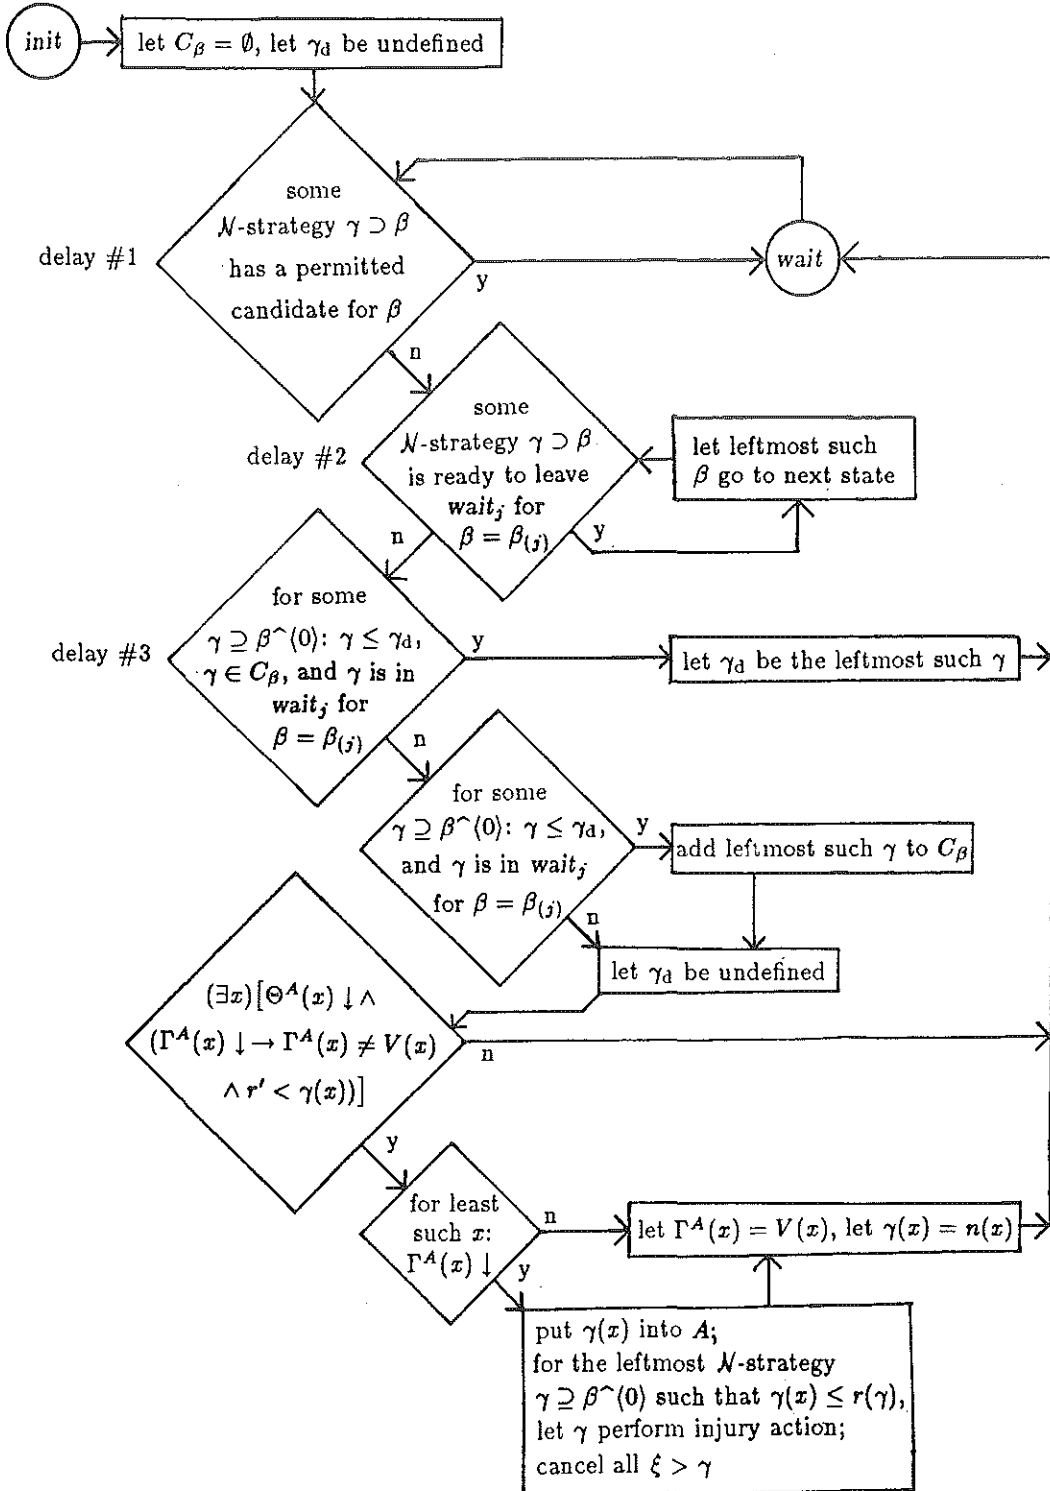 init
let C_β = ∅, let γ_d be undefined
some
𝒩-strategy γ ⊃ β
has a permitted
candidate for β
delay #1
y
wait
n
some
𝒩-strategy γ ⊃ β
is ready to leave
wait_j for
β = β_(j)
delay #2
let leftmost such
β go to next state
y
n
for some
γ ⊇ β^⟨0⟩: γ ≤ γ_d,
γ ∈ C_β, and γ is in
wait_j for
β = β_(j)
delay #3
y
let γ_d be the leftmost such γ
n
for some
γ ⊇ β^⟨0⟩: γ ≤ γ_d,
and γ is in wait_j
for β = β_(j)
y
add leftmost such γ to C_β
n
let γ_d be undefined
(∃x)[Θ^A(x) ↓ ∧
(Γ^A(x) ↓ → Γ^A(x) ≠ V(x)
∧ r' < γ(x))]
n
y
for least
such x:
Γ^A(x) ↓
n
let Γ^A(x) = V(x), let γ(x) = n(x)
y
put γ(x) into A;
for the leftmost 𝒩-strategy
γ ⊇ β^⟨0⟩ such that γ(x) ≤ r(γ),
let γ perform injury action;
cancel all ξ > γ